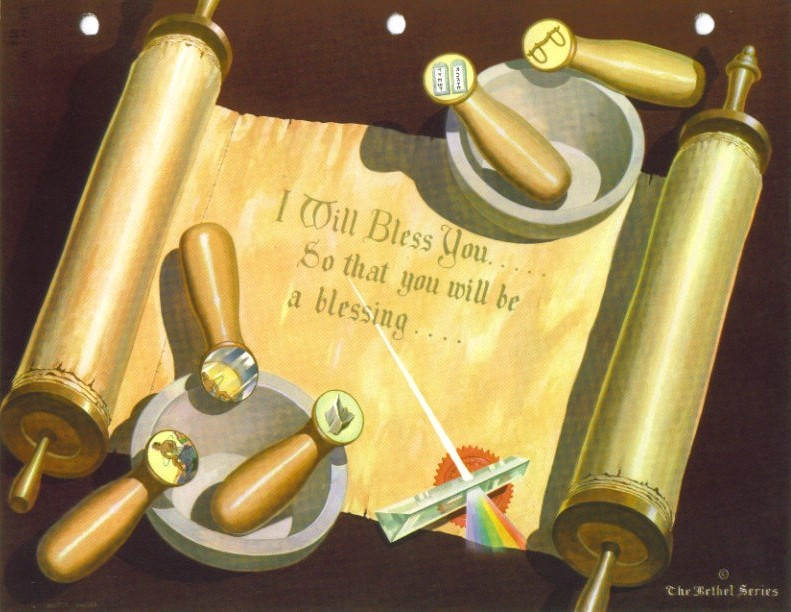 I Will Bless You.....
So that you will be
a blessing....
©
The Bethel Series